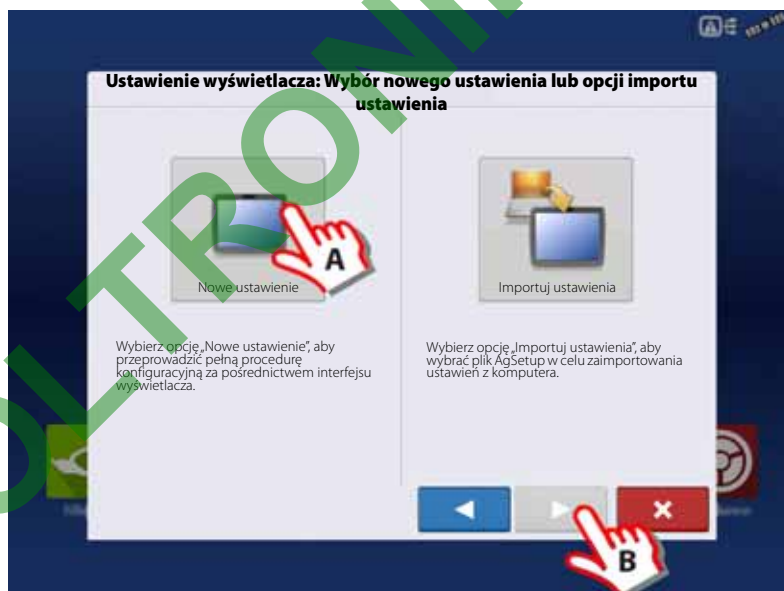 Ustawienie wyświetlacza: Wybór nowego ustawienia lub opcji importu
ustawienia
A
Nowe ustawienie
Importuj ustawienia
Wybierz opcję „Nowe ustawienie”, aby
przeprowadzić pełną procedurę
konfiguracyjną za pośrednictwem interfejsu
wyświetlacza.
Wybierz opcję „Importuj ustawienia”, aby
wybrać plik AgSetup w celu zaimportowania
ustawień z komputera.
B